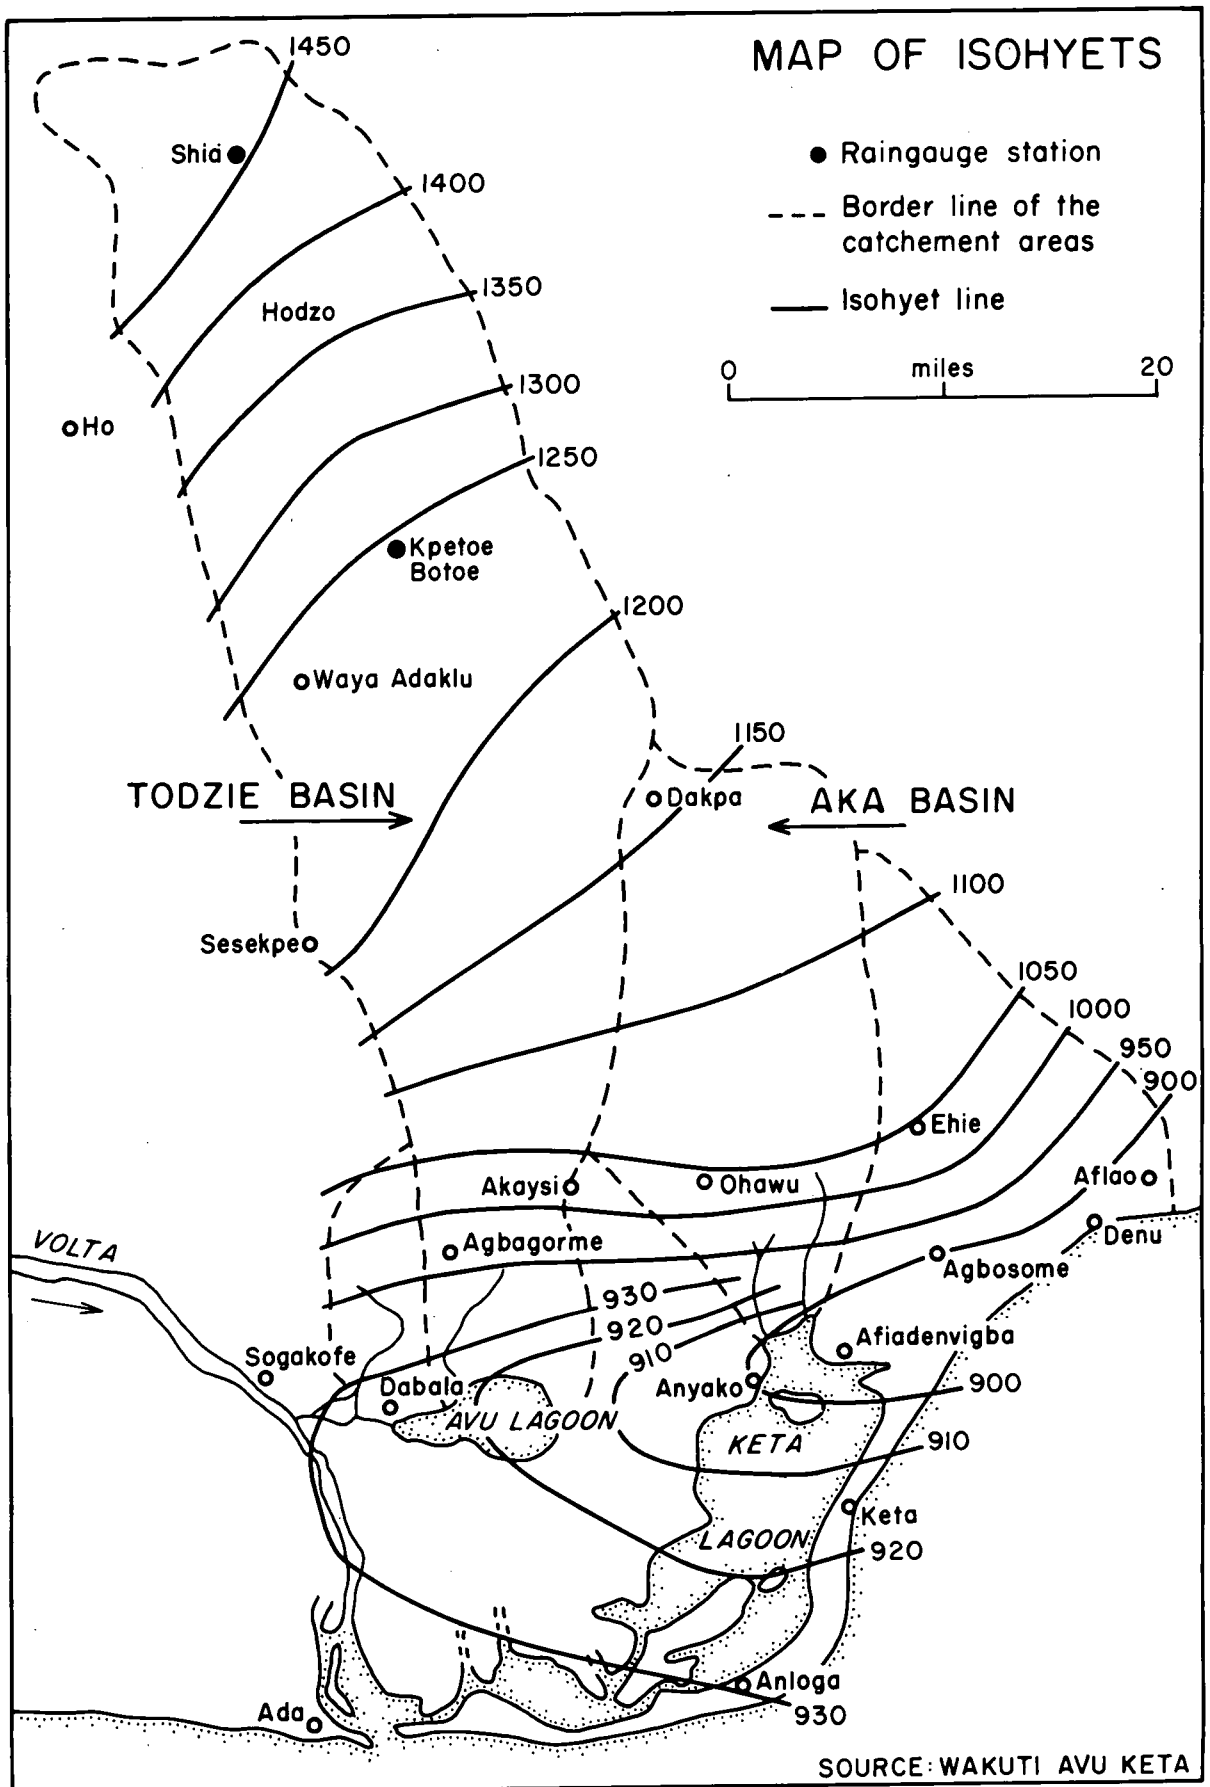 MAP OF ISOHYETS
Raingauge station
Border line of the
catchement areas
Isohyet line
0 miles 20
1450
Shia
1400
1350
Hodzo
1300
Ho
1250
Kpetoe
Botoe
1200
Waya Adaklu
1150
TODZIE BASIN
Dakpa
AKA BASIN
1100
Sesekpe
1050
1000
950
900
Ehie
Akaysi
Ohawu
Aflao
VOLTA
Agbagorme
Denu
Agbosome
930
920
910
Afiadenvigba
Sogakofe
Dabala
Anyako
900
AVU LAGOON
KETA
910
Keta
LAGOON
920
Anloga
Ada
930
SOURCE: WAKUTI AVU KETA